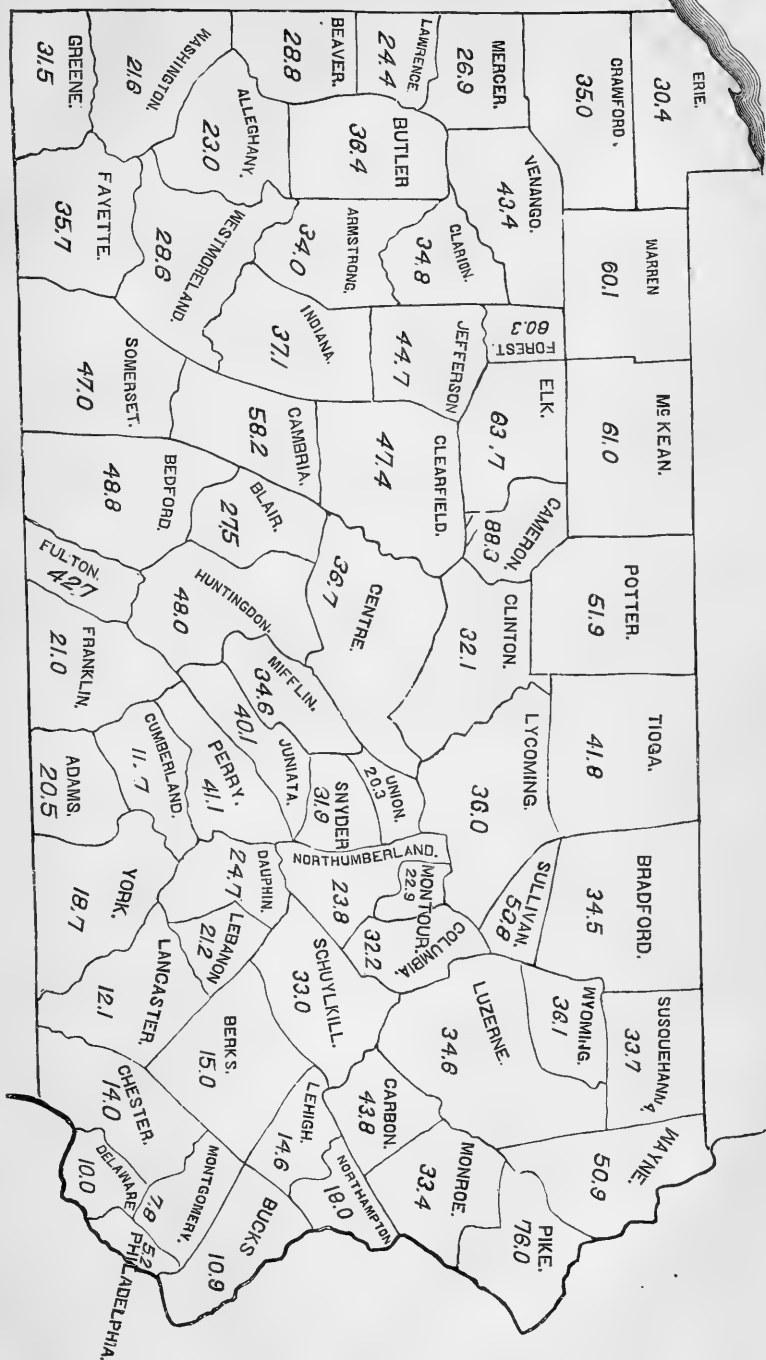 ERIE.
30.4
CRAWFORD.
35.0
WARREN
60.1
MC KEAN.
61.0
POTTER.
51.9
TIOGA.
41.8
BRADFORD.
34.5
SUSQUEHANNA,
33.7
WAYNE.
50.9
MERCER.
26.9
VENANGO.
43.4
FOREST.
60.3
ELK.
63.7
CAMERON.
88.3
CLINTON.
32.1
LYCOMING.
36.0
SULLIVAN.
50.8
WYOMING.
36.1
LUZERNE.
34.6
PIKE.
76.0
LAWRENCE.
24.4
BUTLER
36.4
CLARION.
34.8
JEFFERSON
44.7
CLEARFIELD.
47.4
CENTRE.
36.7
UNION.
20.3
MONTOUR.
22.9
COLUMBIA
32.2
CARBON.
43.8
MONROE.
33.4
BEAVER.
28.8
ARMSTRONG.
34.0
INDIANA.
37.1
CAMBRIA.
58.2
BLAIR.
27.5
HUNTINGDON.
48.0
MIFFLIN.
34.6
JUNIATA.
40.1
SNYDER
31.9
NORTHUMBERLAND.
23.8
SCHUYLKILL.
33.0
LEHIGH.
14.6
NORTHAMPTON
18.0
ALLEGHANY.
23.0
WESTMORELAND.
28.6
PERRY.
41.1
DAUPHIN.
24.7
LEBANON
21.2
BERKS.
15.0
BUCKS
10.9
WASHINGTON.
21.6
GREENE.
31.5
FAYETTE.
35.7
SOMERSET.
47.0
BEDFORD.
48.8
FULTON.
42.7
FRANKLIN.
21.0
CUMBERLAND.
11.7
ADAMS.
20.5
YORK.
18.7
LANCASTER.
12.1
CHESTER.
14.0
MONTGOMERY.
7.8
DELAWARE
10.0
PHILADELPHIA.
5.2